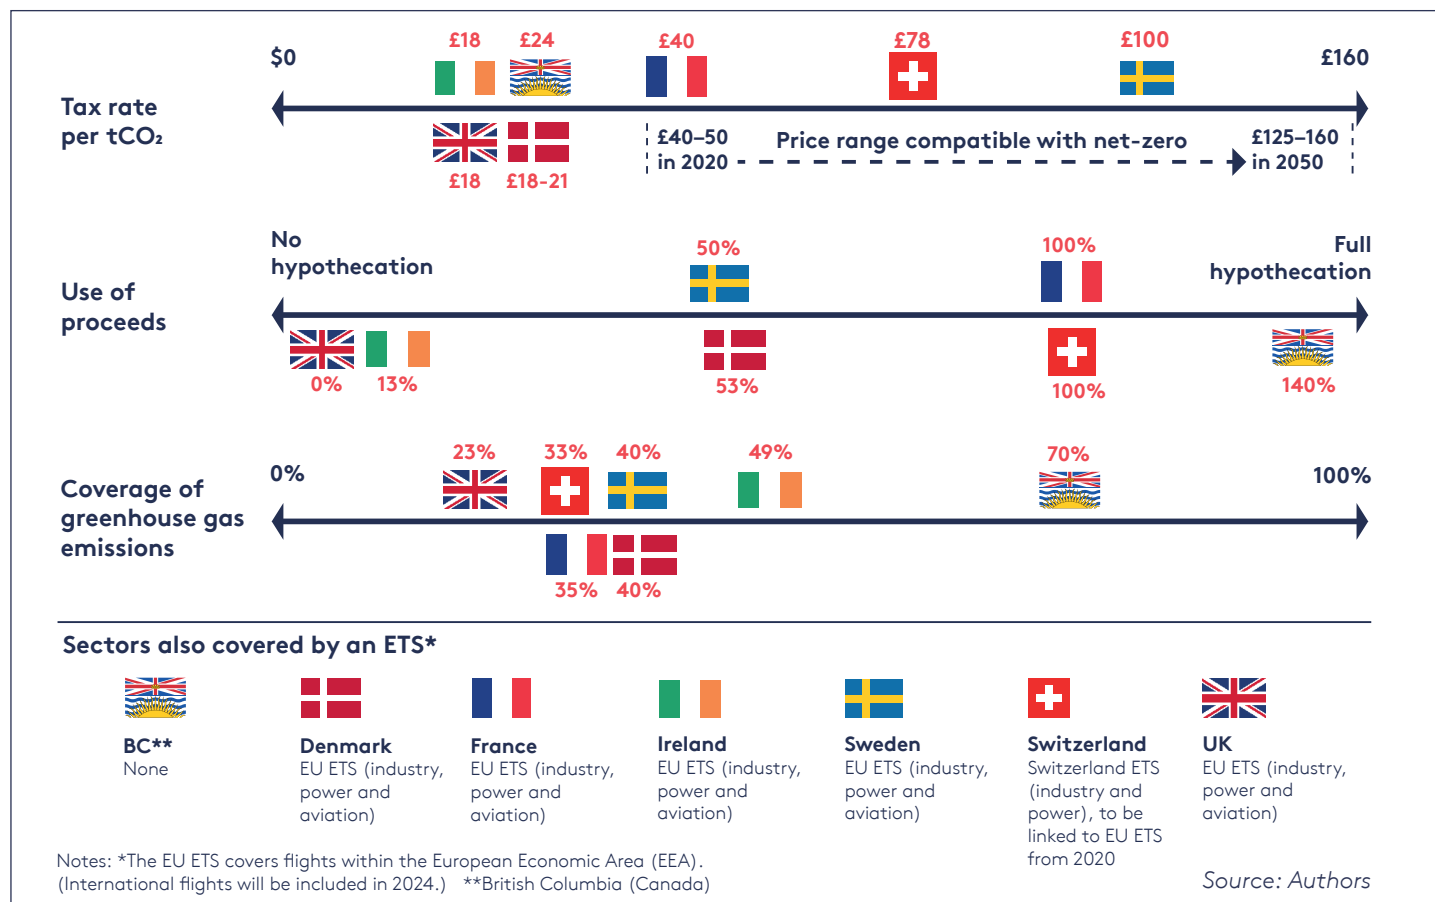 £18
£24
£40
£78
£100
$0
£160
Tax rate
per tCO₂
£40–50
in 2020
Price range compatible with net-zero
£125–160
in 2050
£18
£18-21
No
hypothecation
50%
100%
Full
hypothecation
Use of
proceeds
0%
13%
53%
100%
140%
23%
33%
40%
49%
70%
0%
100%
Coverage of
greenhouse gas
emissions
35%
40%
Sectors also covered by an ETS*
BC**
None
Denmark
EU ETS (industry,
power and
aviation)
France
EU ETS (industry,
power and
aviation)
Ireland
EU ETS (industry,
power and
aviation)
Sweden
EU ETS (industry,
power and
aviation)
Switzerland
Switzerland ETS
(industry and
power), to be
linked to EU ETS
from 2020
UK
EU ETS (industry,
power and
aviation)
Notes: *The EU ETS covers flights within the European Economic Area (EEA).
(International flights will be included in 2024.) **British Columbia (Canada)
Source: Authors